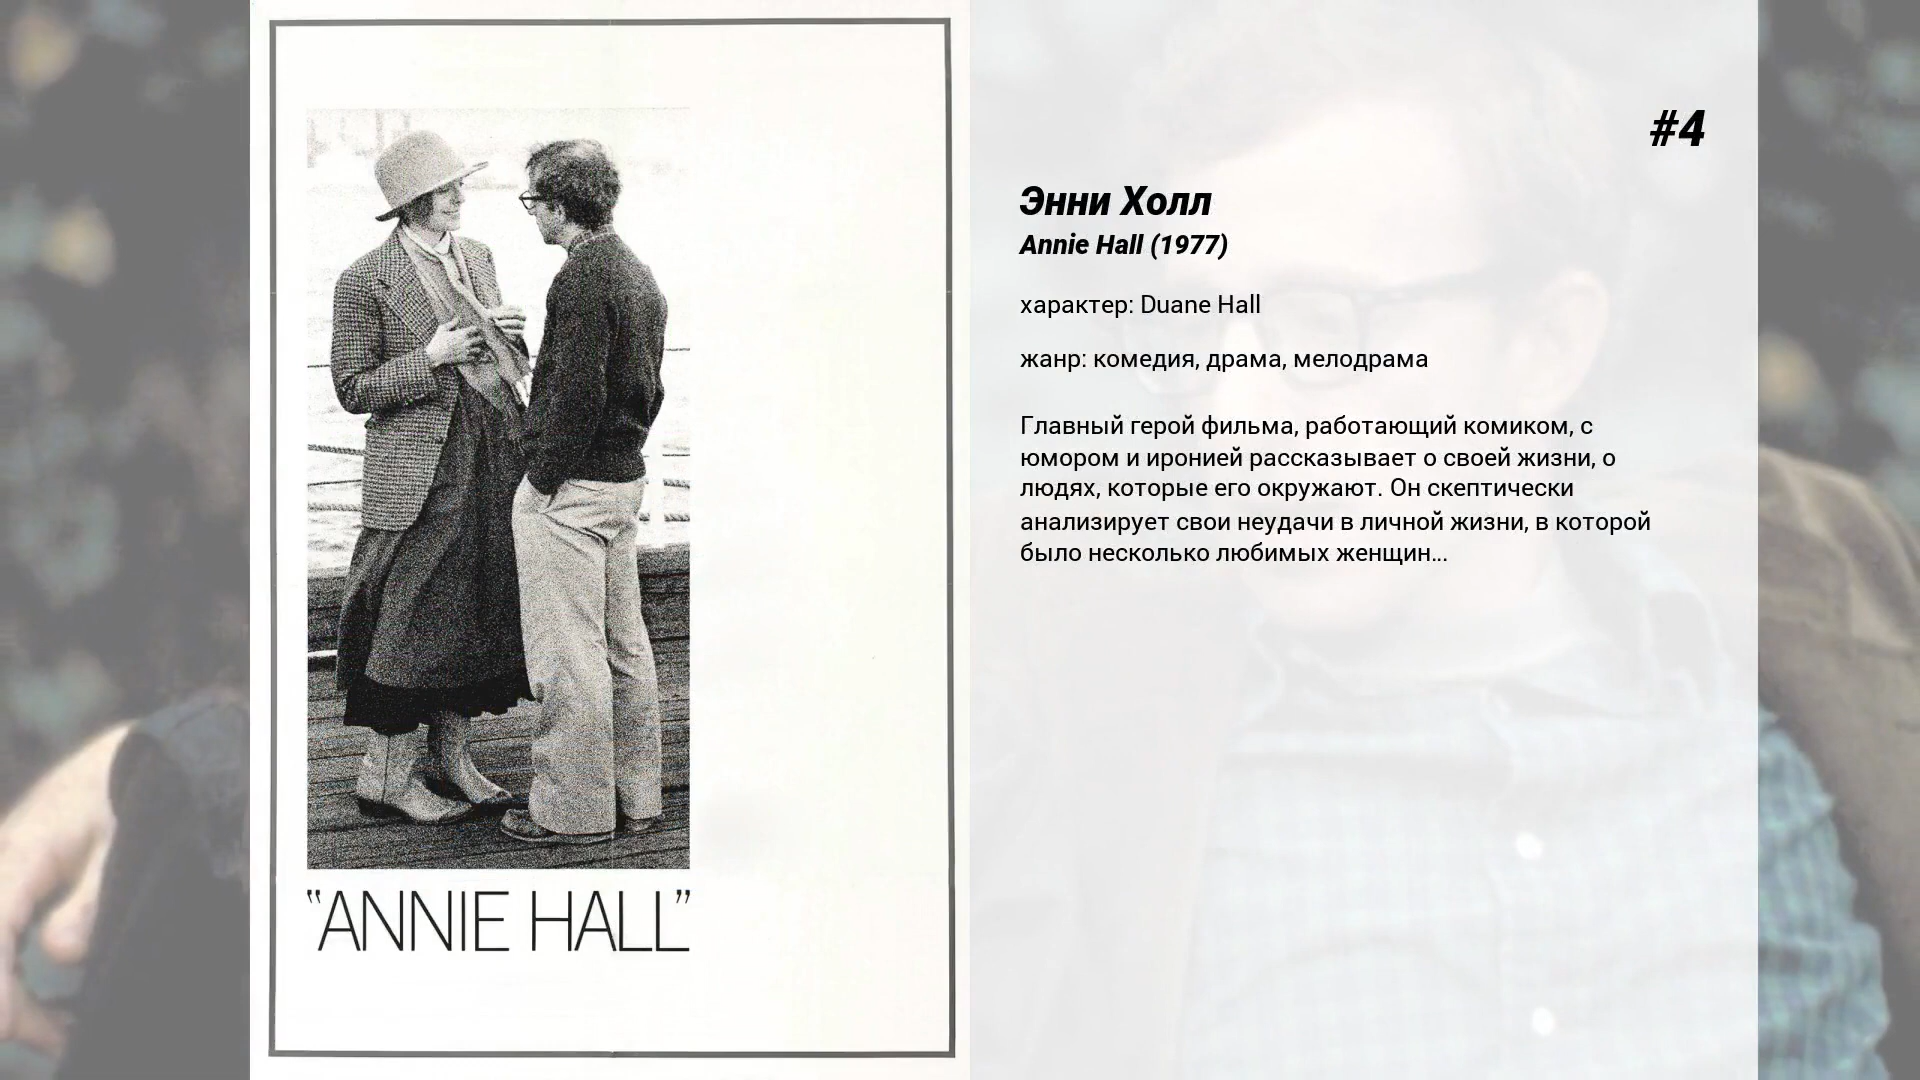 "ANNIE HALL"
#4
Энни Холл
Annie Hall (1977)
характер: Duane Hall
жанр: комедия, драма, мелодрама
Главный герой фильма, работающий комиком, с
юмором и иронией рассказывает о своей жизни, о
людях, которые его окружают. Он скептически
анализирует свои неудачи в личной жизни, в которой
было несколько любимых женщин...